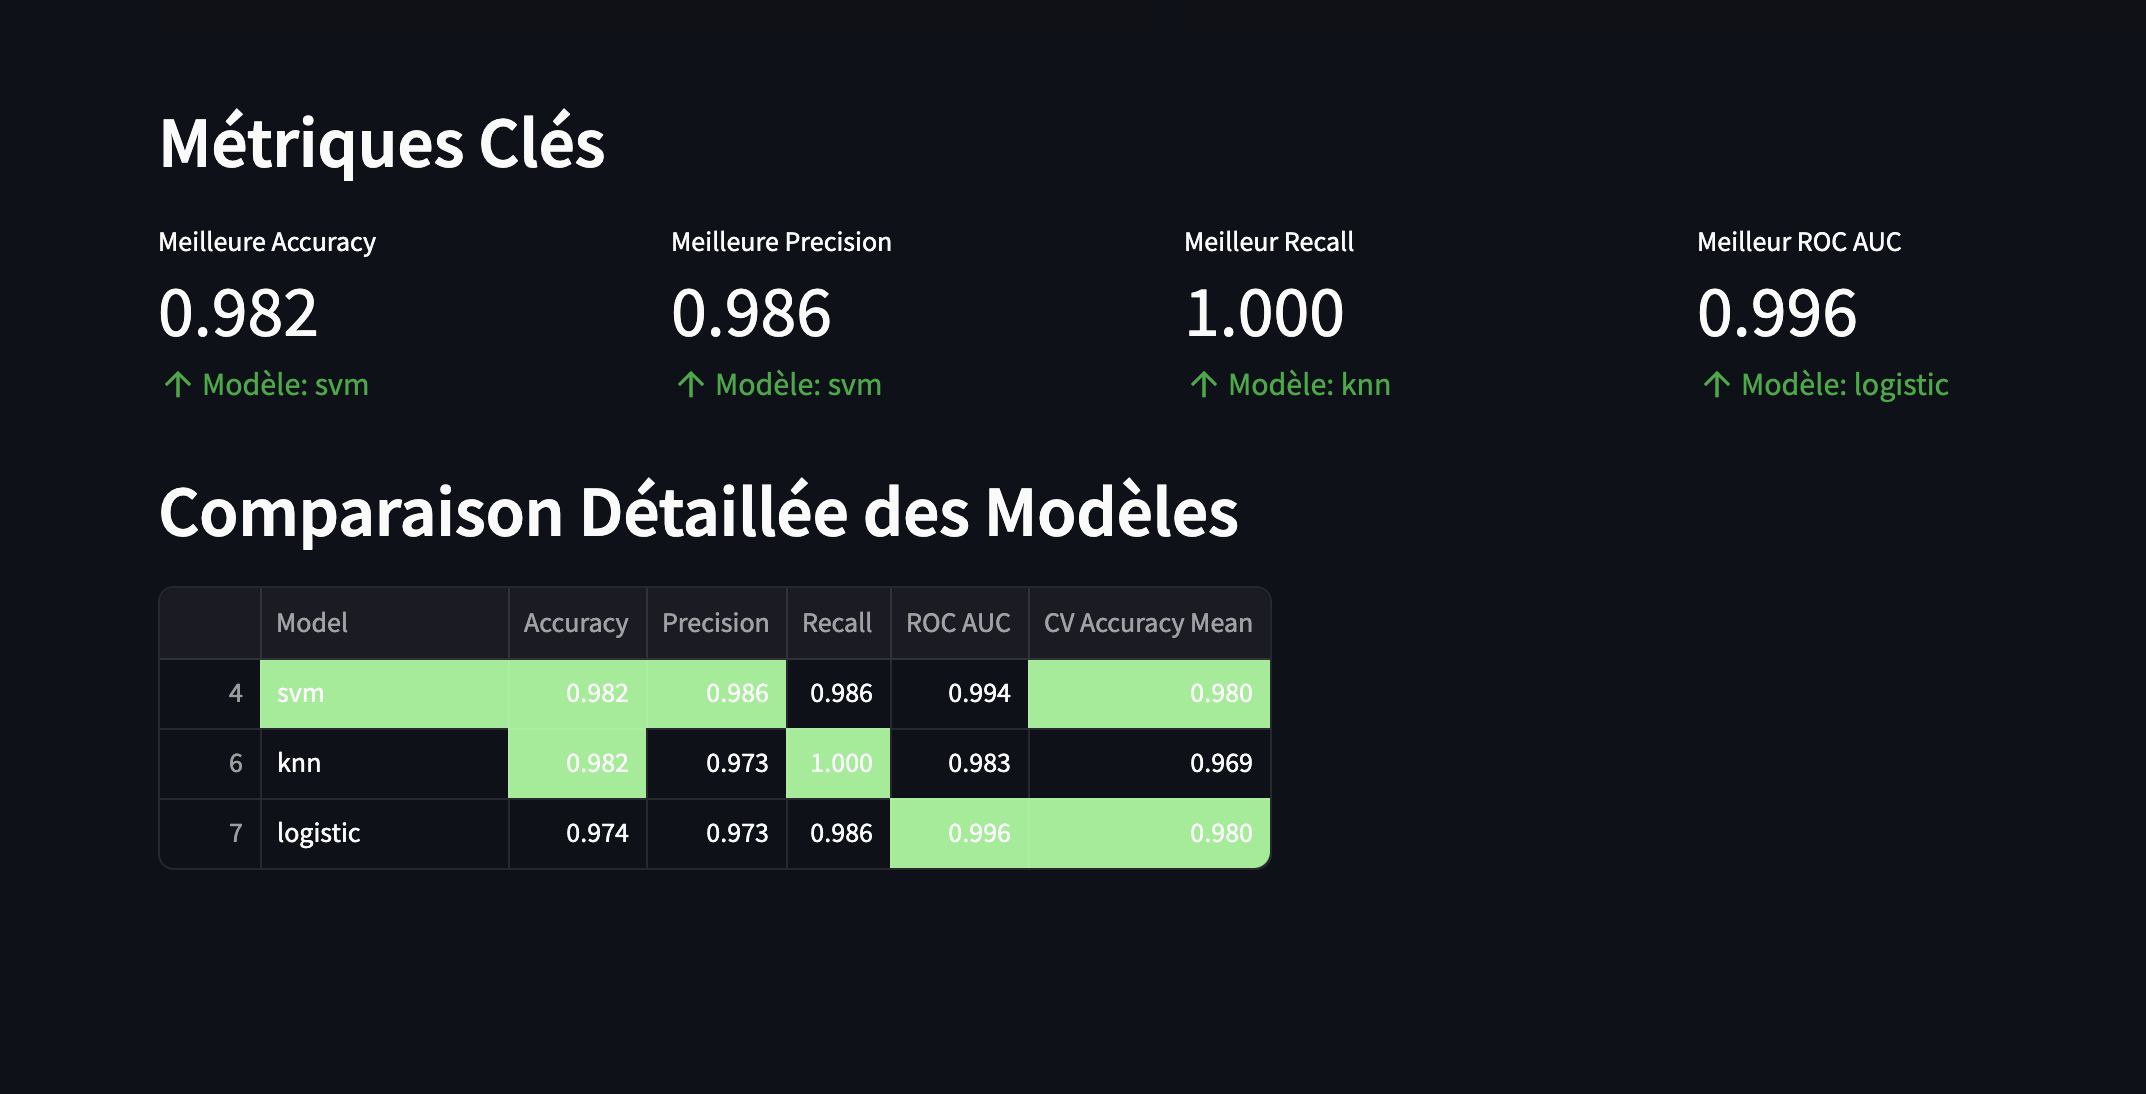 Métriques Clés
Meilleure Accuracy Meilleure Precision Meilleur Recall Meilleur ROC AUC
0.982 0.986 1.000 0.996
↑ Modèle: svm ↑ Modèle: svm ↑ Modèle: knn ↑ Modèle: logistic
Comparaison Détaillée des Modèles
Model Accuracy Precision Recall ROC AUC CV Accuracy Mean
4 svm 0.982 0.986 0.986 0.994 0.980
6 knn 0.982 0.973 1.000 0.983 0.969
7 logistic 0.974 0.973 0.986 0.996 0.980